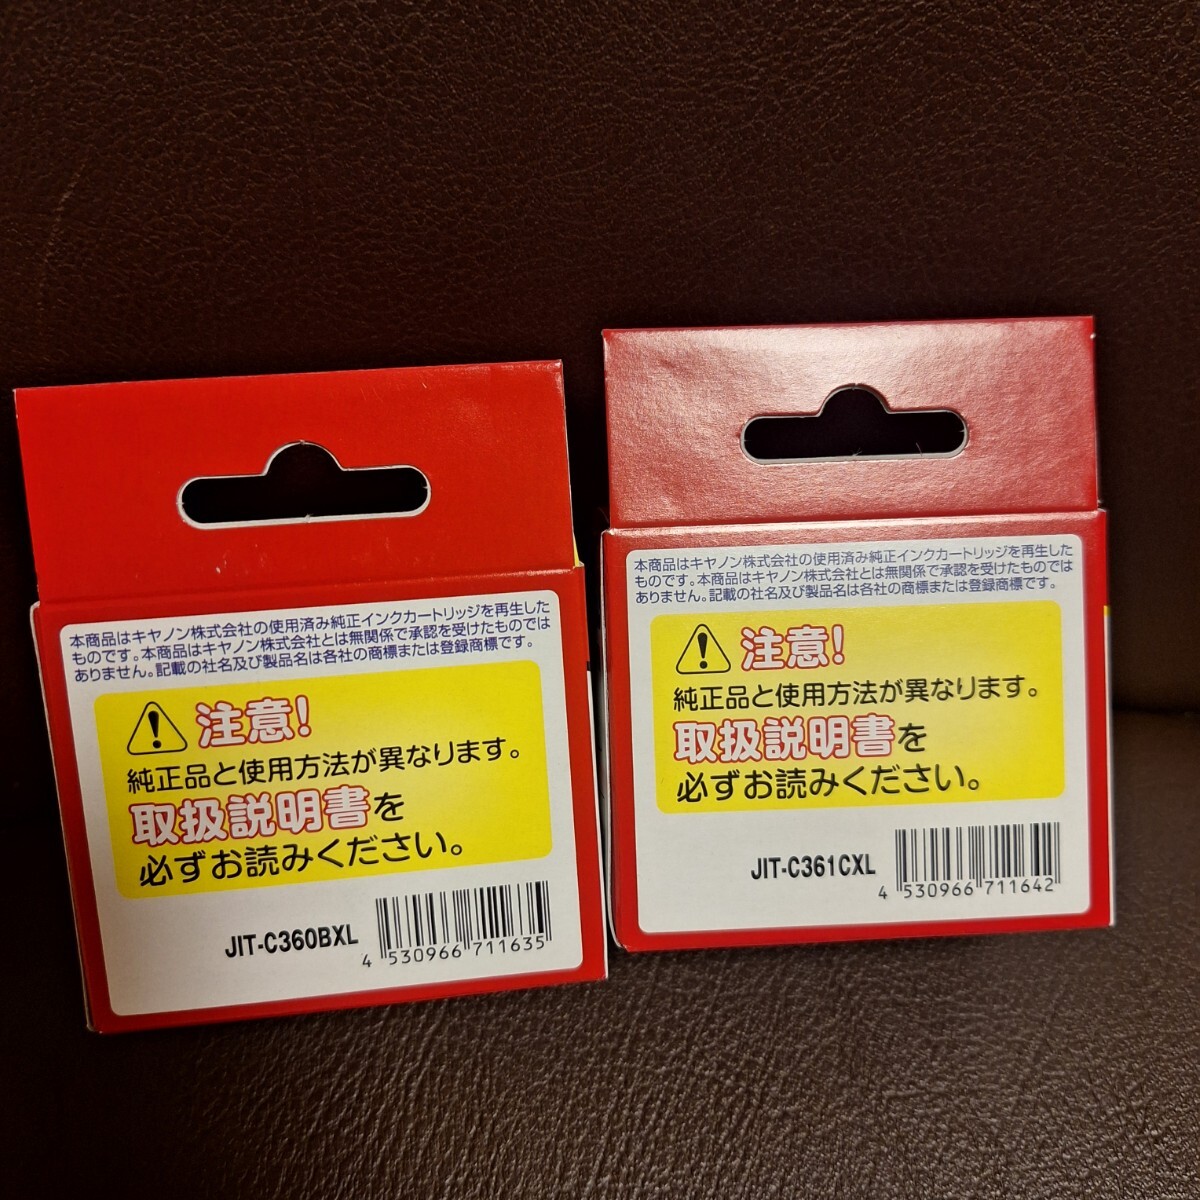 本商品はキヤノン株式会社の使用済み純正インクカートリッジを再生した
ものです。本商品はキヤノン株式会社とは無関係で承認を受けたものでは
ありません。記載の社名及び製品名は各社の商標または登録商標です。
注意!
純正品と使用方法が異なります。
取扱説明書を
必ずお読みください。
JIT-C360BXL
4 530966 711635
本商品はキヤノン株式会社の使用済み純正インクカートリッジを再生した
ものです。本商品はキヤノン株式会社とは無関係で承認を受けたものでは
ありません。記載の社名及び製品名は各社の商標または登録商標です。
注意!
純正品と使用方法が異なります。
取扱説明書を
必ずお読みください。
JIT-C361CXL
4 530966 711642